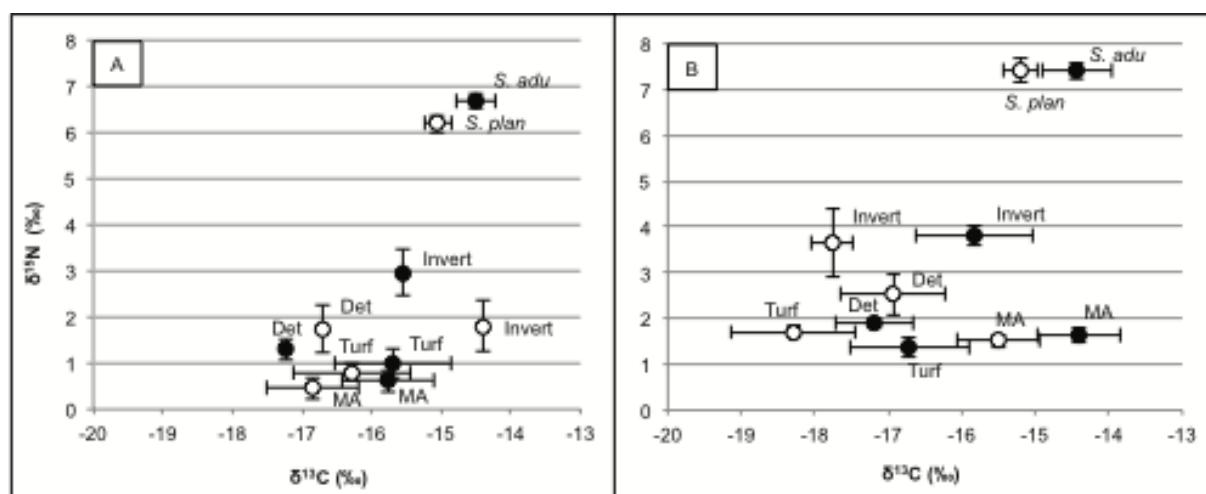 A
8
7
6
5
4
3
2
1
0
δ¹⁵N (‰)
S. adu
S. plan
Invert
Det
Det
Turf
Turf
Invert
MA
MA
-20 -19 -18 -17 -16 -15 -14 -13
δ¹³C (‰)
B
8
7
6
5
4
3
2
1
0
S. adu
S. plan
Invert
Invert
Det
Turf
Det
MA
MA
Turf
-20 -19 -18 -17 -16 -15 -14 -13
δ¹³C (‰)